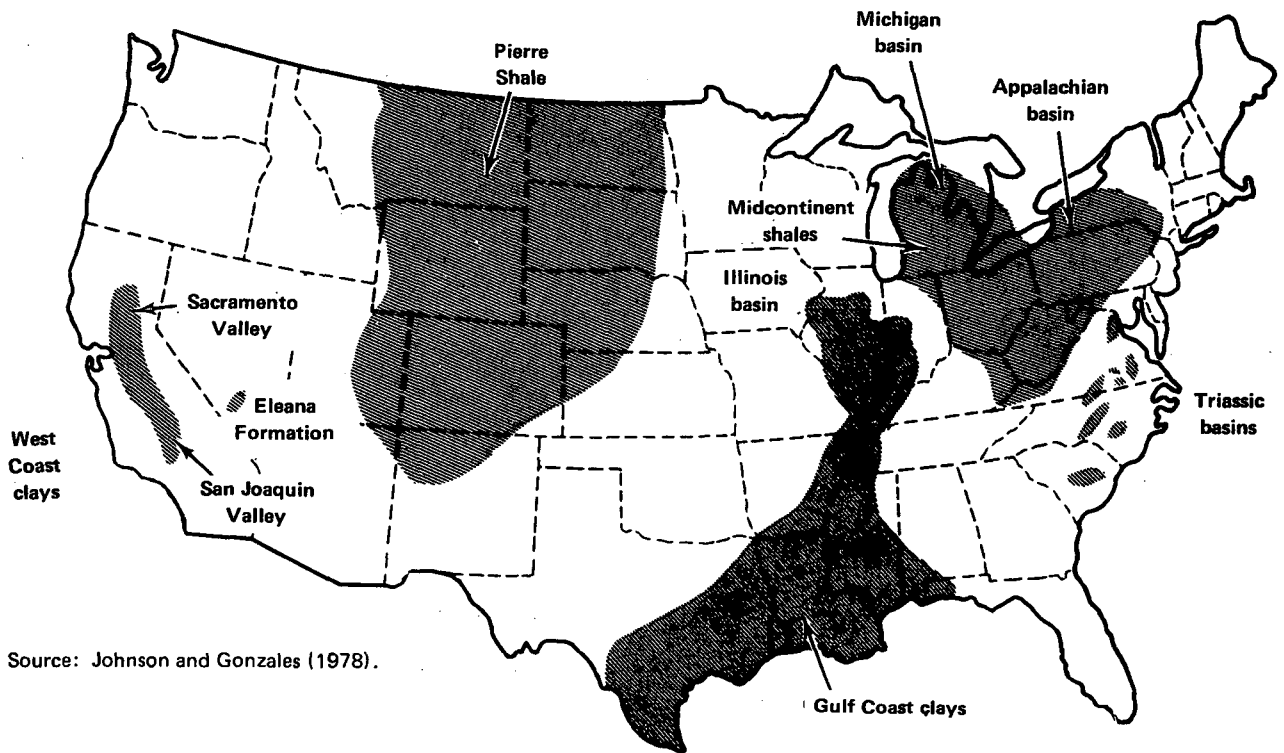 Michigan
basin
Pierre
Shale
Appalachian
basin
Midcontinent
shales
Illinois
basin
Sacramento
Valley
Eleana
Formation
Triassic
basins
West
Coast
clays
San Joaquin
Valley
Source: Johnson and Gonzales (1978).
Gulf Coast clays